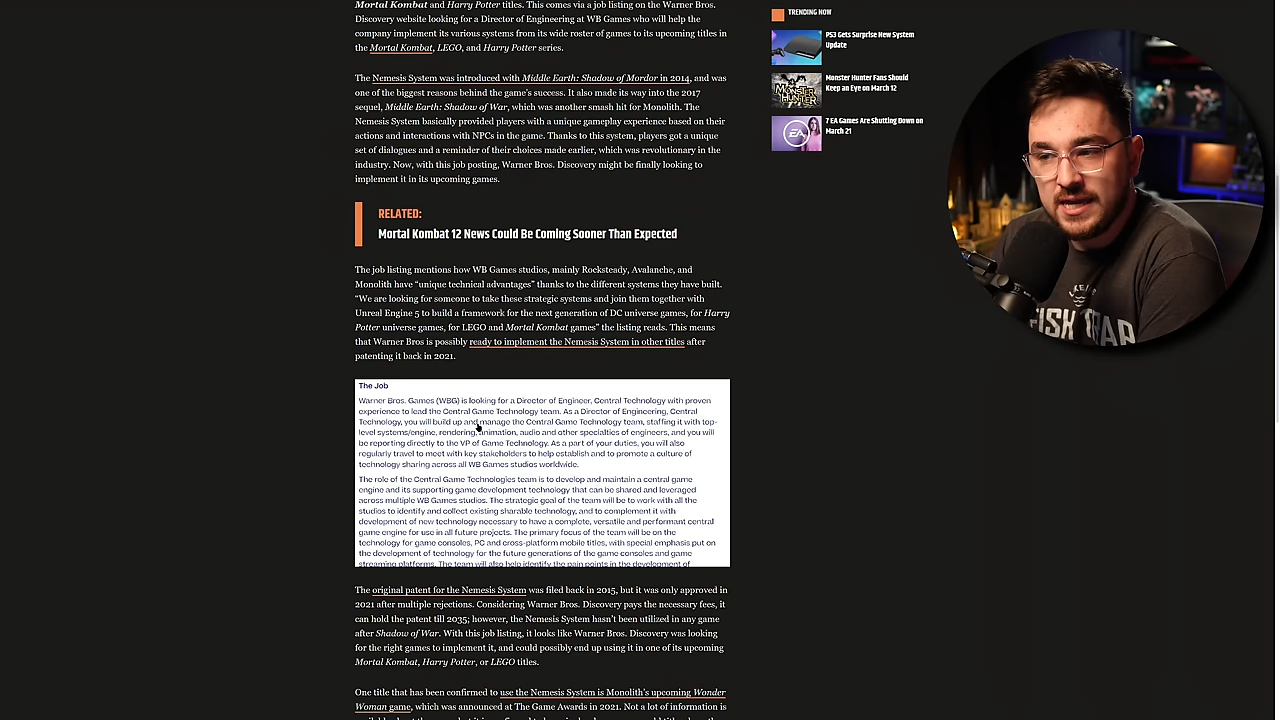 Mortal Kombat and Harry Potter titles. This comes via a job listing on the Warner Bros.
Discovery website looking for a Director of Engineering at WB Games who will help the
company implement its various systems from its wide roster of games to its upcoming titles in
the Mortal Kombat, LEGO, and Harry Potter series.
The Nemesis System was introduced with Middle Earth: Shadow of Mordor in 2014, and was
one of the biggest reasons behind the game's success. It also made its way into the 2017
sequel, Middle Earth: Shadow of War, which was another smash hit for Monolith. The
Nemesis System basically provided players with a unique gameplay experience based on their
actions and interactions with NPCs in the game. Thanks to this system, players got a unique
set of dialogues and a reminder of their choices made earlier, which was revolutionary in the
industry. Now, with this job posting, Warner Bros. Discovery might be finally looking to
implement it in its upcoming games.
RELATED:
Mortal Kombat 12 News Could Be Coming Sooner Than Expected
The job listing mentions how WB Games studios, mainly Rocksteady, Avalanche, and
Monolith have “unique technical advantages” thanks to the different systems they have built.
“We are looking for someone to take these strategic systems and join them together with
Unreal Engine 5 to build a framework for the next generation of DC universe games, for Harry
Potter universe games, for LEGO and Mortal Kombat games” the listing reads. This means
that Warner Bros is possibly ready to implement the Nemesis System in other titles after
patenting it back in 2021.
The Job
Warner Bros. Games (WBG) is looking for a Director of Engineer, Central Technology with proven
experience to lead the Central Game Technology team. As a Director of Engineering, Central
Technology, you will build up and manage the Central Game Technology team, staffing it with top-
level systems/engine, rendering, animation, audio and other specialties of engineers, and you will
be reporting directly to the VP of Game Technology. As a part of your duties, you will also
regularly travel to meet with key stakeholders to help establish and to promote a culture of
technology sharing across all WB Games studios worldwide.
The role of the Central Game Technologies team is to develop and maintain a central game
engine and its supporting game development technology that can be shared and leveraged
across multiple WB Games studios. The strategic goal of the team will be to work with all the
studios to identify and collect existing sharable technology, and to complement it with
development of new technology necessary to have a complete, versatile and performant central
game engine for use in all future projects. The primary focus of the team will be on the
technology for game consoles, PC and cross-platform mobile titles, with special emphasis put on
the development of technology for the future generations of the game consoles and game
streaming platforms. The team will also help identify the pain points in the development of
The original patent for the Nemesis System was filed back in 2015, but it was only approved in
2021 after multiple rejections. Considering Warner Bros. Discovery pays the necessary fees, it
can hold the patent till 2035; however, the Nemesis System hasn't been utilized in any game
after Shadow of War. With this job listing, it looks like Warner Bros. Discovery was looking
for the right games to implement it, and could possibly end up using it in one of its upcoming
Mortal Kombat, Harry Potter, or LEGO titles.
One title that has been confirmed to use the Nemesis System is Monolith's upcoming Wonder
Woman game, which was announced at The Game Awards in 2021. Not a lot of information is
TRENDING NOW
PS3 Gets Surprise New System
Update
MONSTER
HUNTER
Monster Hunter Fans Should
Keep an Eye on March 12
EA
7 EA Games Are Shutting Down on
March 21
FISH TRAP